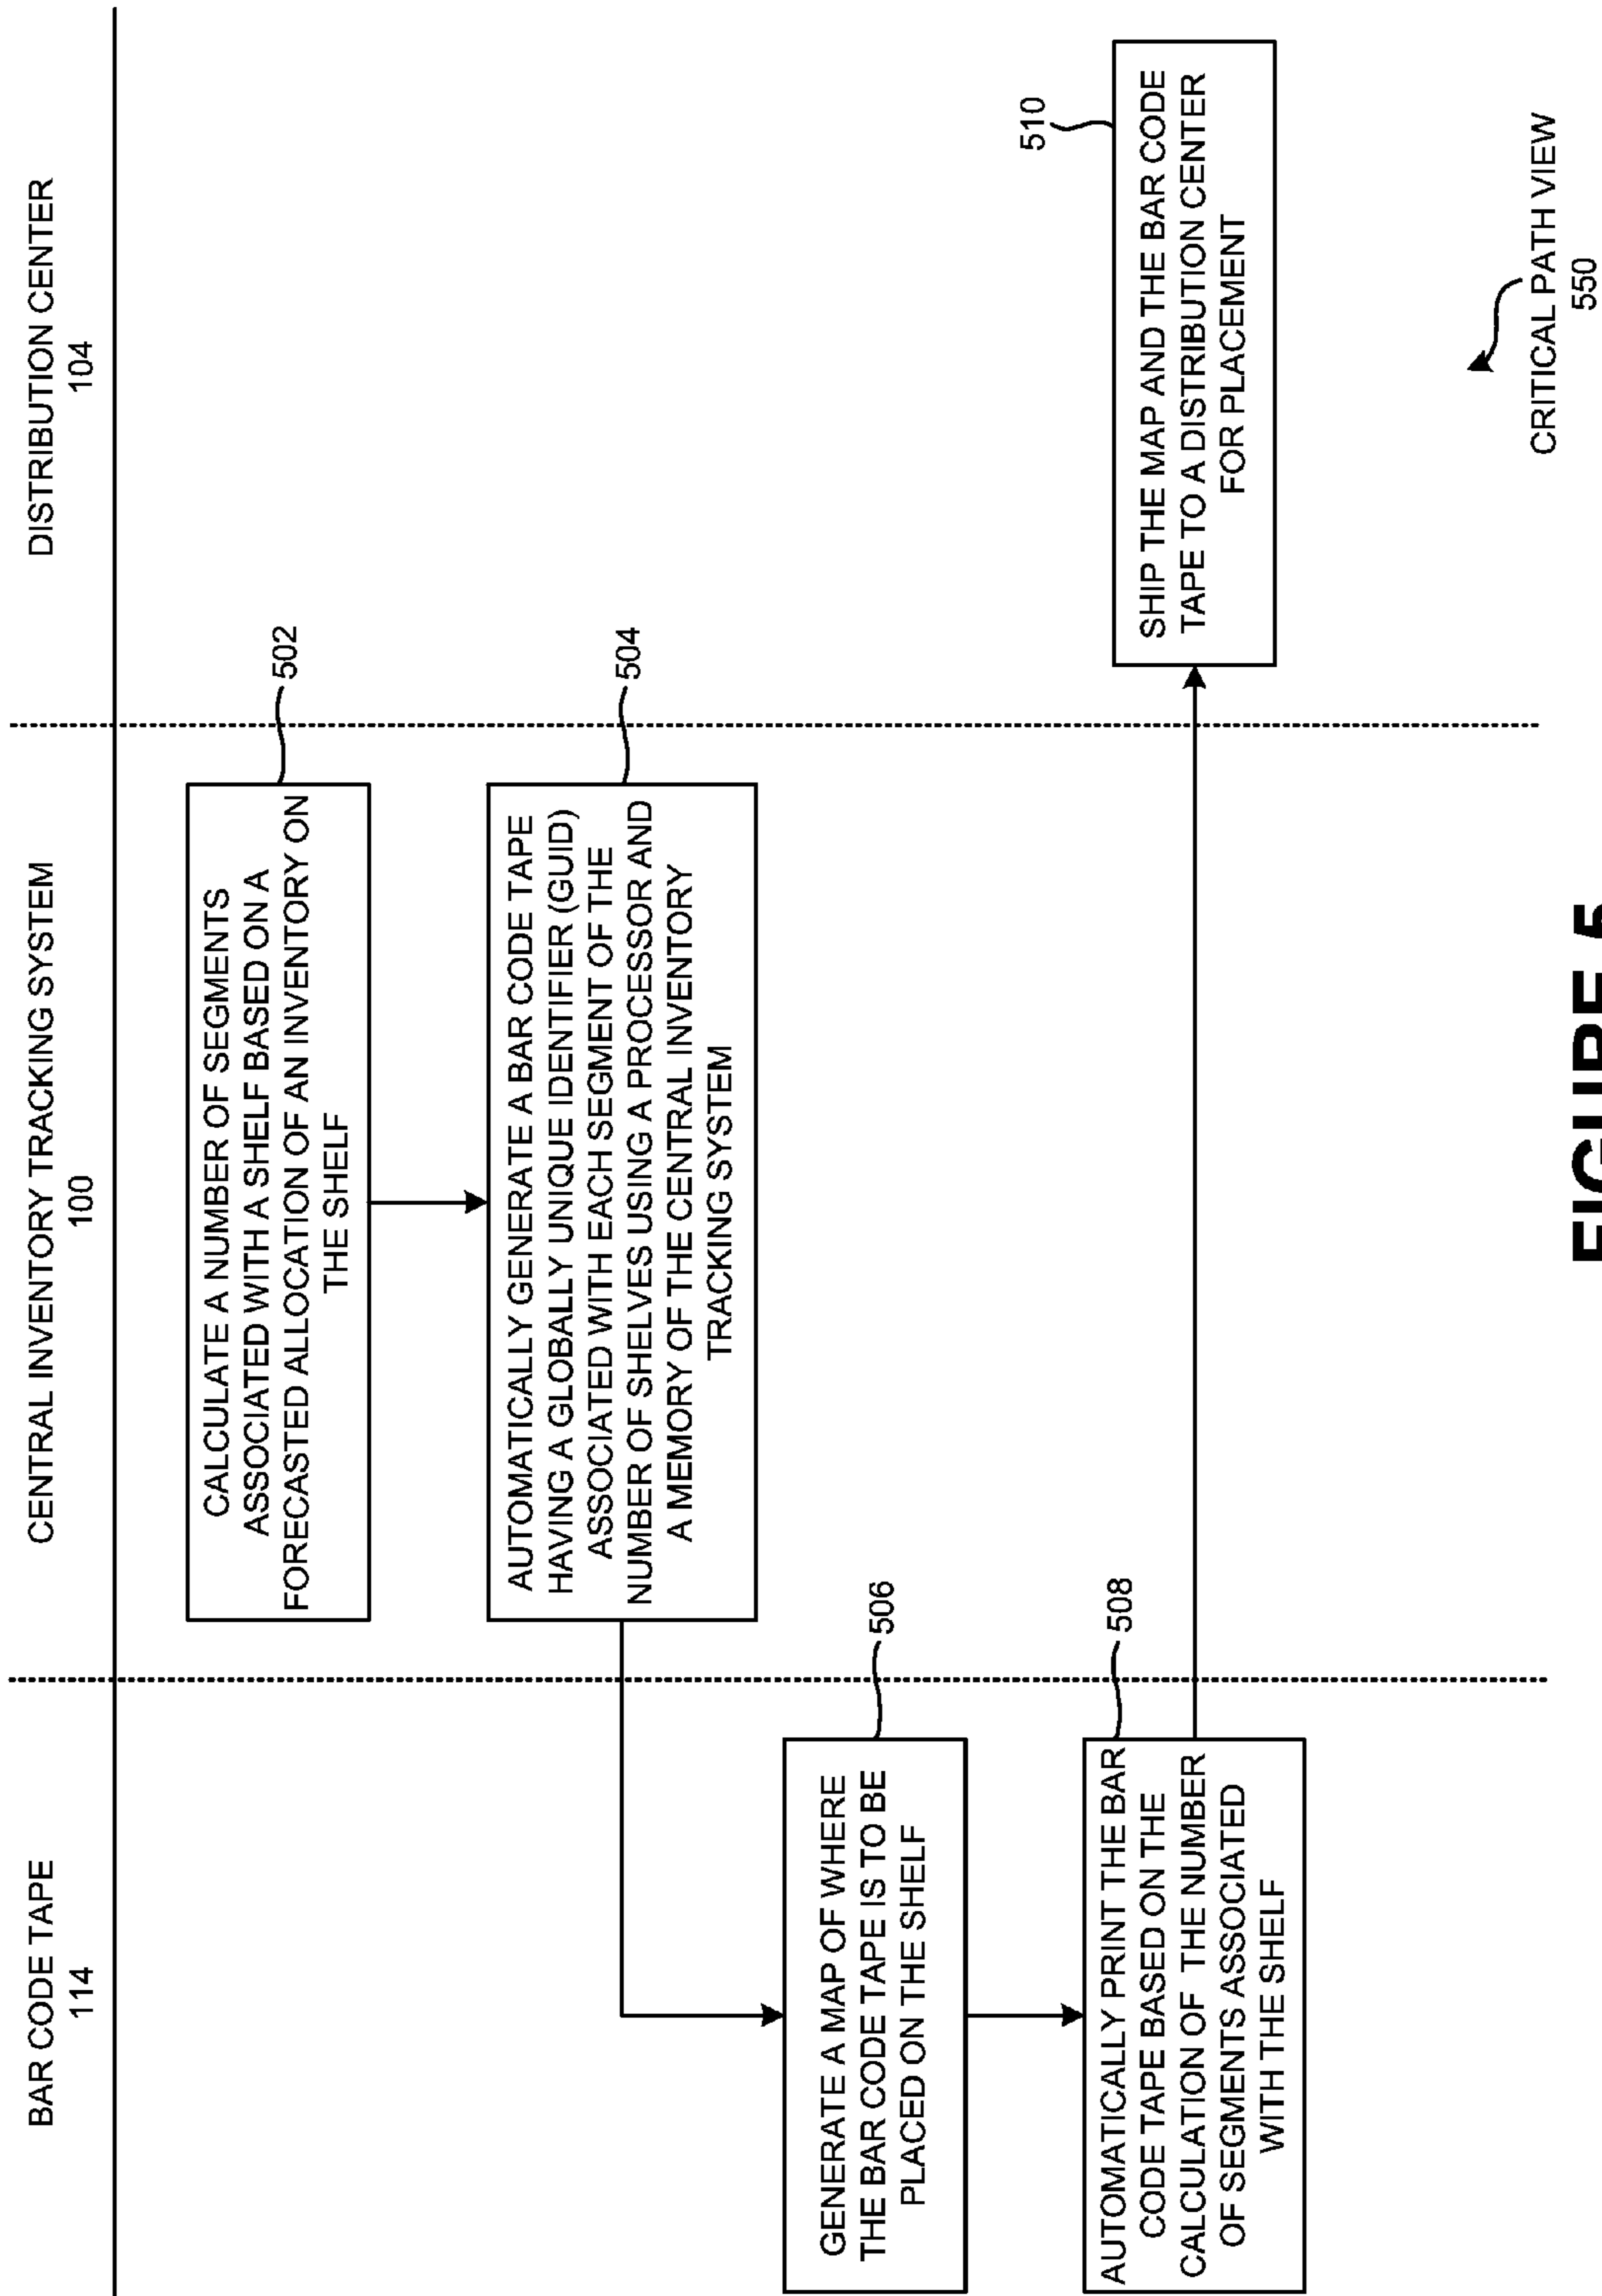 BAR CODE TAPE
114
CENTRAL INVENTORY TRACKING SYSTEM
100
DISTRIBUTION CENTER
104
502
CALCULATE A NUMBER OF SEGMENTS
ASSOCIATED WITH A SHELF BASED ON A
FORECASTED ALLOCATION OF AN INVENTORY ON
THE SHELF
504
AUTOMATICALLY GENERATE A BAR CODE TAPE
HAVING A GLOBALLY UNIQUE IDENTIFIER (GUID)
ASSOCIATED WITH EACH SEGMENT OF THE
NUMBER OF SHELVES USING A PROCESSOR AND
A MEMORY OF THE CENTRAL INVENTORY
TRACKING SYSTEM
506
GENERATE A MAP OF WHERE
THE BAR CODE TAPE IS TO BE
PLACED ON THE SHELF
508
AUTOMATICALLY PRINT THE BAR
CODE TAPE BASED ON THE
CALCULATION OF THE NUMBER
OF SEGMENTS ASSOCIATED
WITH THE SHELF
510
SHIP THE MAP AND THE BAR CODE
TAPE TO A DISTRIBUTION CENTER
FOR PLACEMENT
CRITICAL PATH VIEW
550
FIGURE 5